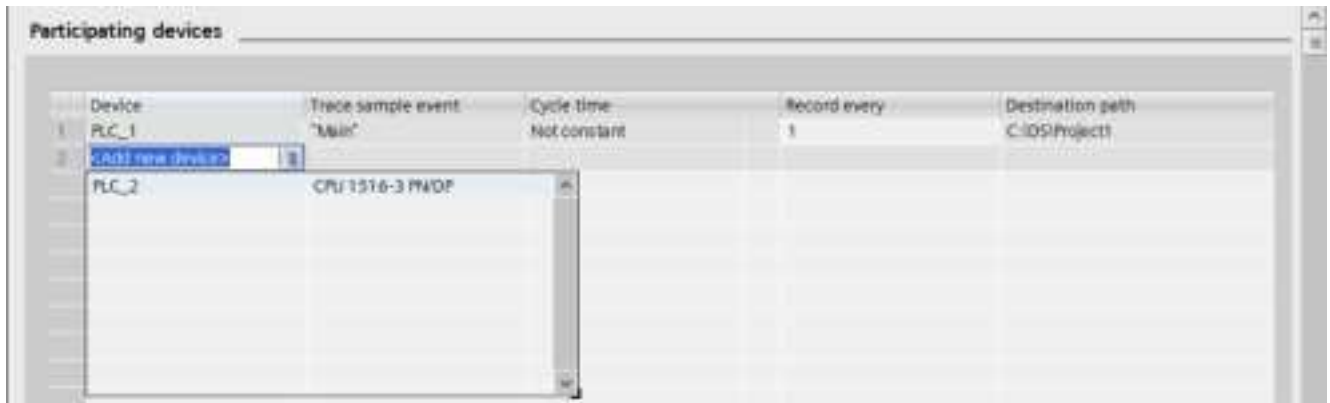 Participating devices
Device Trace sample event Cycle time Record every Destination path
1 PLC_1 "Main" Not constant 1 C:\DS\Project1
2 <Add new device>
PLC_2 CPU 1516-3 PN/DP